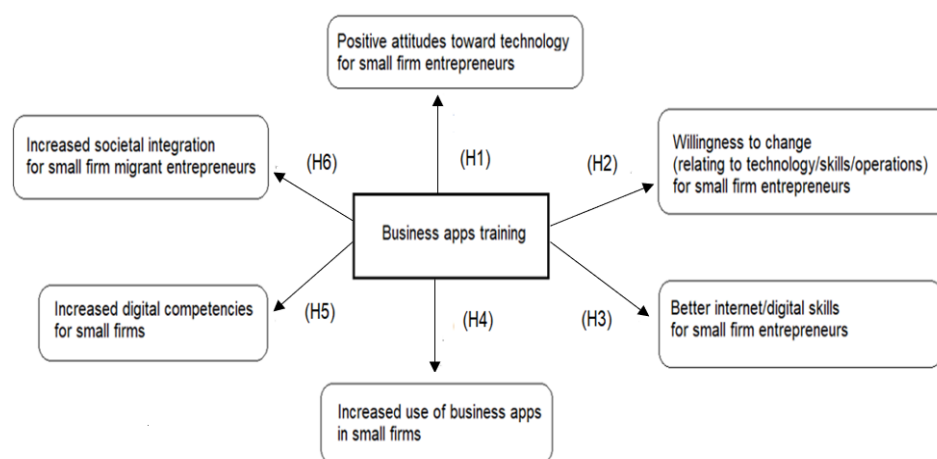 Positive attitudes toward technology
for small firm entrepreneurs
Increased societal integration
for small firm migrant entrepreneurs
(H6)
(H1)
(H2)
Willingness to change
(relating to technology/skills/operations)
for small firm entrepreneurs
Business apps training
Increased digital competencies
for small firms
(H5)
(H4)
(H3)
Better internet/digital skills
for small firm entrepreneurs
Increased use of business apps
in small firms